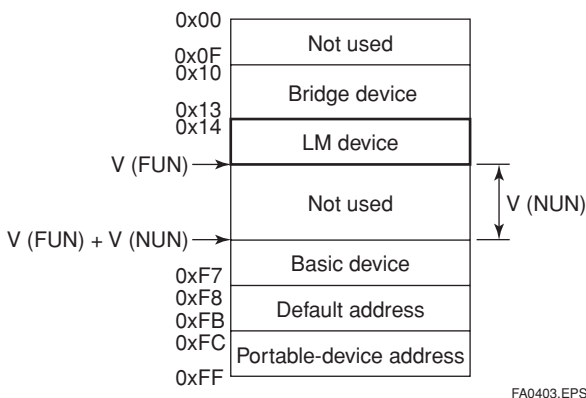 0x00
Not used
0x0F
0x10
Bridge device
0x13
0x14
LM device
V (FUN)
Not used
V (NUN)
V (FUN) + V (NUN)
Basic device
0xF7
0xF8
Default address
0xFB
0xFC
Portable-device address
0xFF
FA0403.EPS